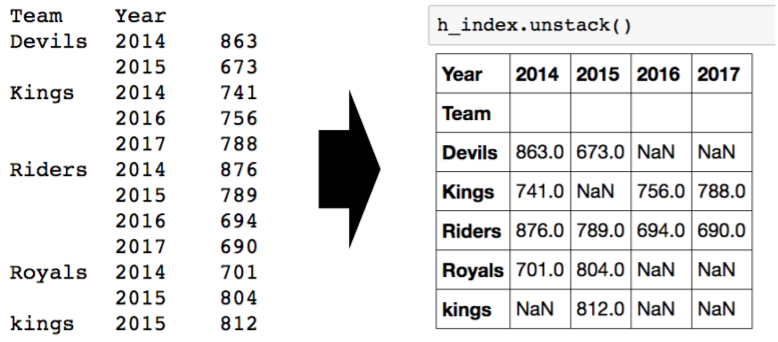 Team Year
Devils 2014 863
2015 673
Kings 2014 741
2016 756
2017 788
Riders 2014 876
2015 789
2016 694
2017 690
Royals 2014 701
2015 804
kings 2015 812
h_index.unstack()
Year 2014 2015 2016 2017
Team
Devils 863.0 673.0 NaN NaN
Kings 741.0 NaN 756.0 788.0
Riders 876.0 789.0 694.0 690.0
Royals 701.0 804.0 NaN NaN
kings NaN 812.0 NaN NaN